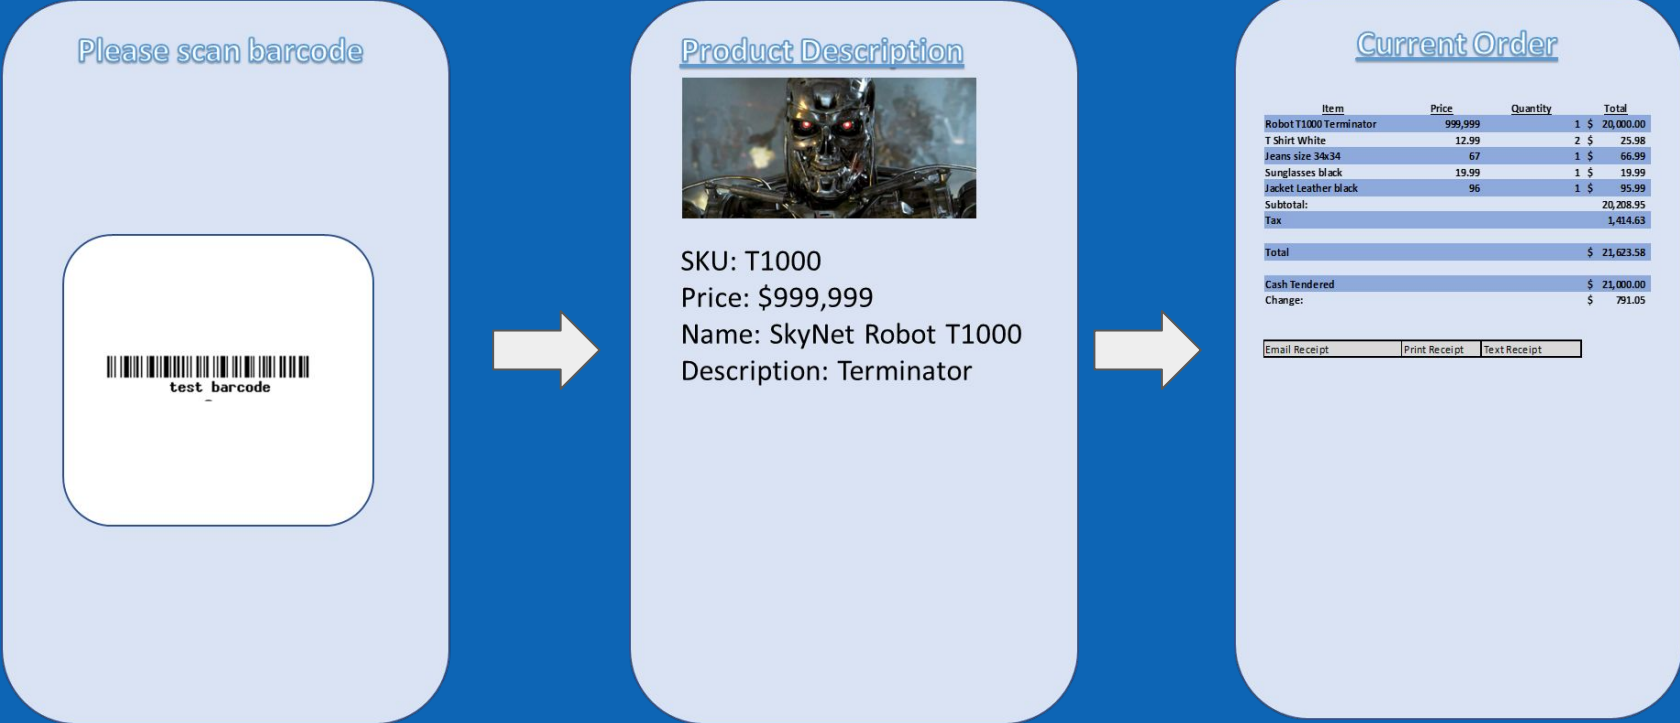 Please scan barcode
test barcode
Product Description
SKU: T1000
Price: $999,999
Name: SkyNet Robot T1000
Description: Terminator
Current Order
Item Price Quantity Total
Robot T1000 Terminator 999,999 1 $ 20,000.00
T Shirt White 12.99 2 $ 25.98
Jeans size 34x34 67 1 $ 66.99
Sunglasses black 19.99 1 $ 19.99
Jacket Leather black 96 1 $ 95.99
Subtotal: 20,208.95
Tax 1,414.63
Total $ 21,623.58
Cash Tendered $ 21,000.00
Change: $ 791.05
Email Receipt Print Receipt Text Receipt